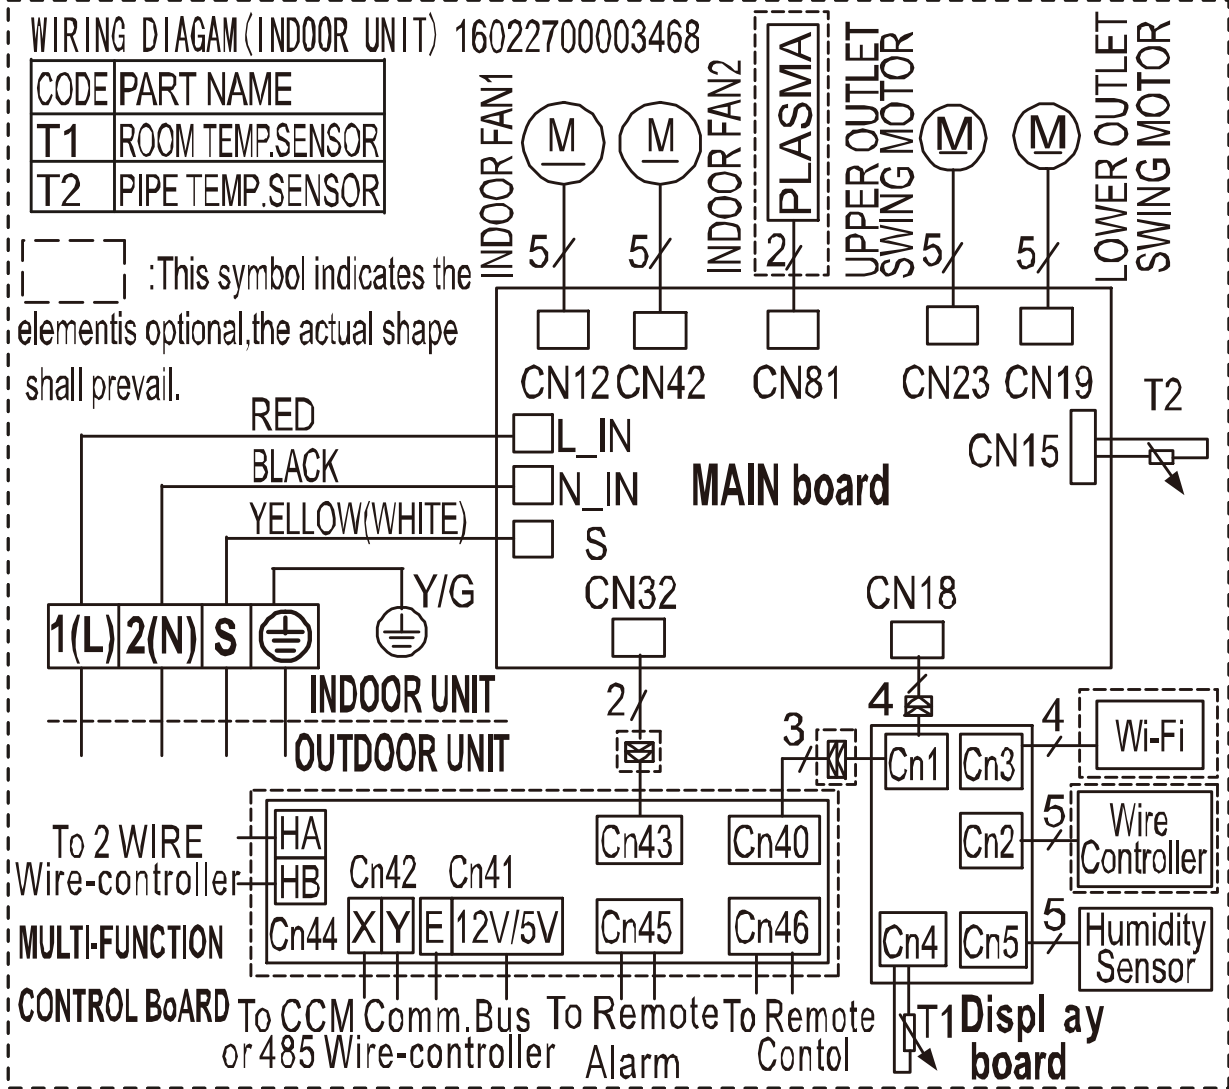 WIRING DIAGAM(INDOOR UNIT) 16022700003468
CODE PART NAME
T1 ROOM TEMP.SENSOR
T2 PIPE TEMP.SENSOR
:This symbol indicates the
elementis optional,the actual shape
shall prevail.
INDOOR FAN1
M
M
INDOOR FAN2
PLASMA
UPPER OUTLET
SWING MOTOR
M
M
LOWER OUTLET
SWING MOTOR
5 5 2 5 5
CN12 CN42 CN81 CN23 CN19
T2
CN15
RED
L_IN
BLACK
N_IN
MAIN board
YELLOW(WHITE)
S
CN32 CN18
Y/G
1(L) 2(N) S
INDOOR UNIT
OUTDOOR UNIT
2 4
3
Cn1 Cn3 4 Wi-Fi
Cn2 5 Wire
Controller
Cn4 Cn5 5 Humidity
Sensor
T1
Displ ay
board
To 2 WIRE
Wire-controller
HA
HB
Cn44
Cn42 Cn41
X Y E 12V/5V
Cn43 Cn40
Cn45 Cn46
MULTI-FUNCTION
CONTROL BoARD
To CCM Comm.Bus
or 485 Wire-controller
To Remote
Alarm
To Remote
Contol